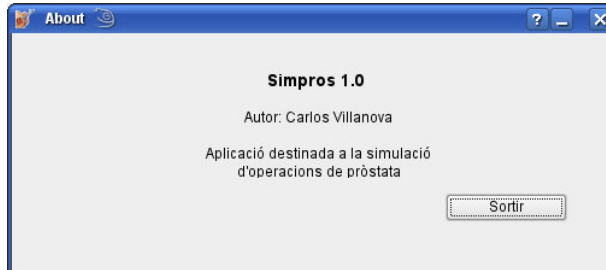 About
Simpros 1.0
Autor: Carlos Villanova
Aplicació destinada a la simulació
d'operacions de pròstata
Sortir